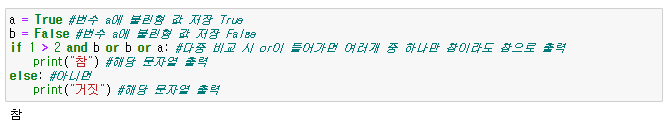 a = True #변수 a에 불린형 값 저장 True
b = False #변수 a에 불린형 값 저장 False
if 1 > 2 and b or b or a: #다중 비교 시 or이 들어가면 여러개 중 하나만 참이라도 참으로 출력
    print("참") #해당 문자열 출력
else: #아니면
    print("거짓") #해당 문자열 출력
참